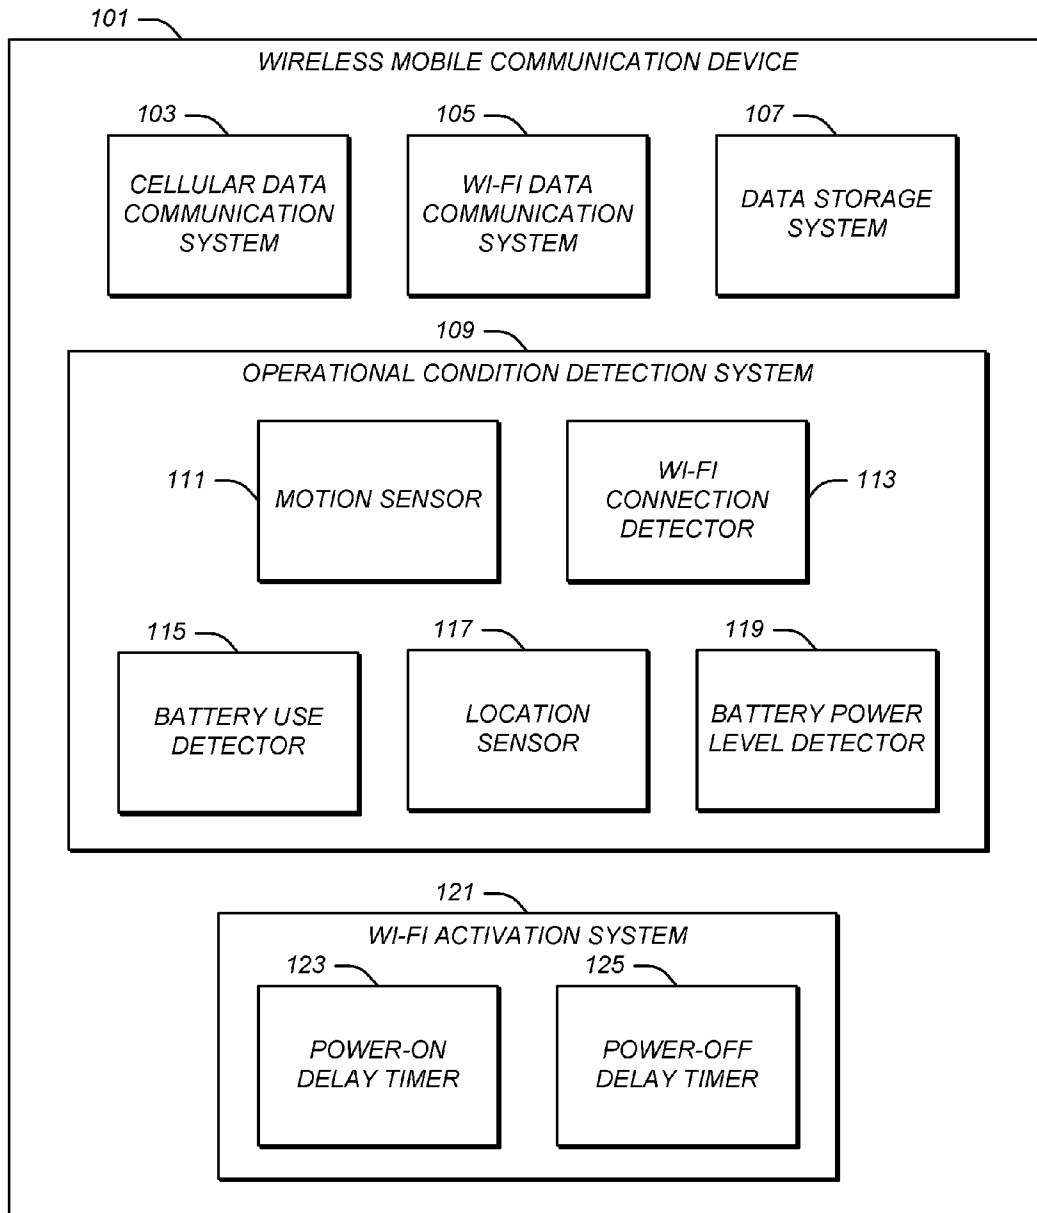 101
WIRELESS MOBILE COMMUNICATION DEVICE
103
CELLULAR DATA
COMMUNICATION
SYSTEM
105
WI-FI DATA
COMMUNICATION
SYSTEM
107
DATA STORAGE
SYSTEM
109
OPERATIONAL CONDITION DETECTION SYSTEM
111
MOTION SENSOR
WI-FI
CONNECTION
DETECTOR
113
115
BATTERY USE
DETECTOR
117
LOCATION
SENSOR
119
BATTERY POWER
LEVEL DETECTOR
121
WI-FI ACTIVATION SYSTEM
123
POWER-ON
DELAY TIMER
125
POWER-OFF
DELAY TIMER